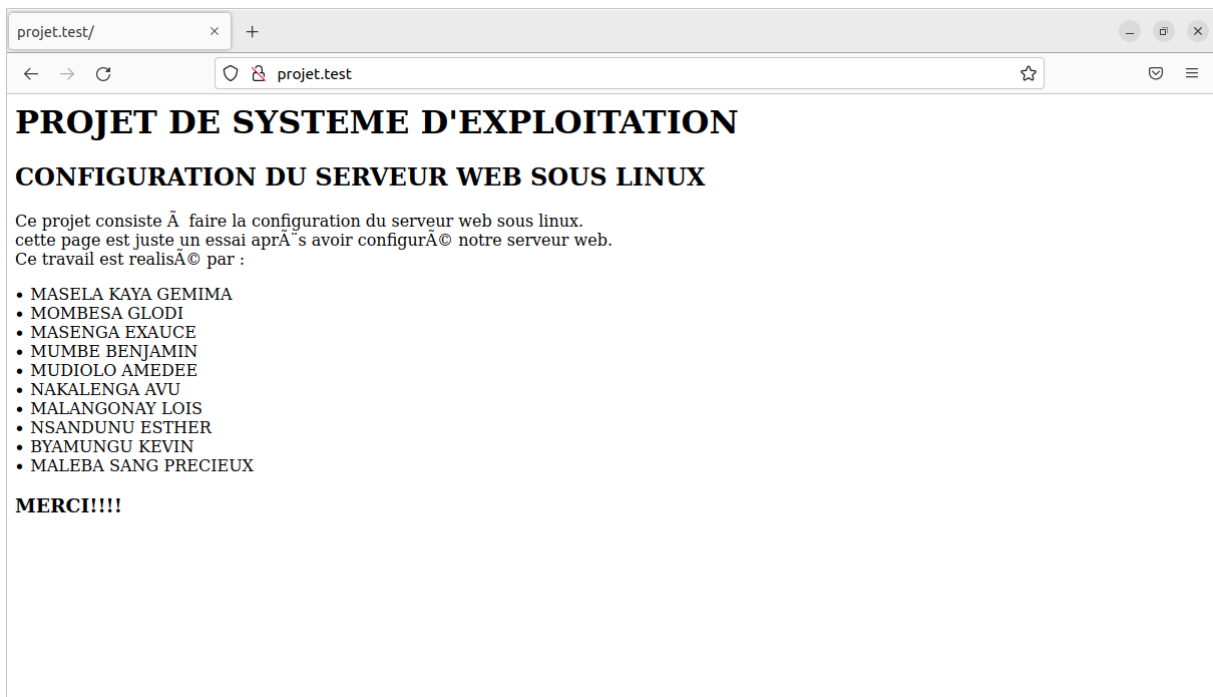 projet.test/
projet.test
PROJET DE SYSTEME D'EXPLOITATION
CONFIGURATION DU SERVEUR WEB SOUS LINUX
Ce projet consiste Ã  faire la configuration du serveur web sous linux.
cette page est juste un essai aprÃ¨s avoir configurÃ© notre serveur web.
Ce travail est realisÃ© par :
• MASELA KAYA GEMIMA
• MOMBESA GLODI
• MASENGA EXAUCE
• MUMBE BENJAMIN
• MUDIOLO AMEDEE
• NAKALENGA AVU
• MALANGONAY LOIS
• NSANDUNU ESTHER
• BYAMUNGU KEVIN
• MALEBA SANG PRECIEUX
MERCI!!!!